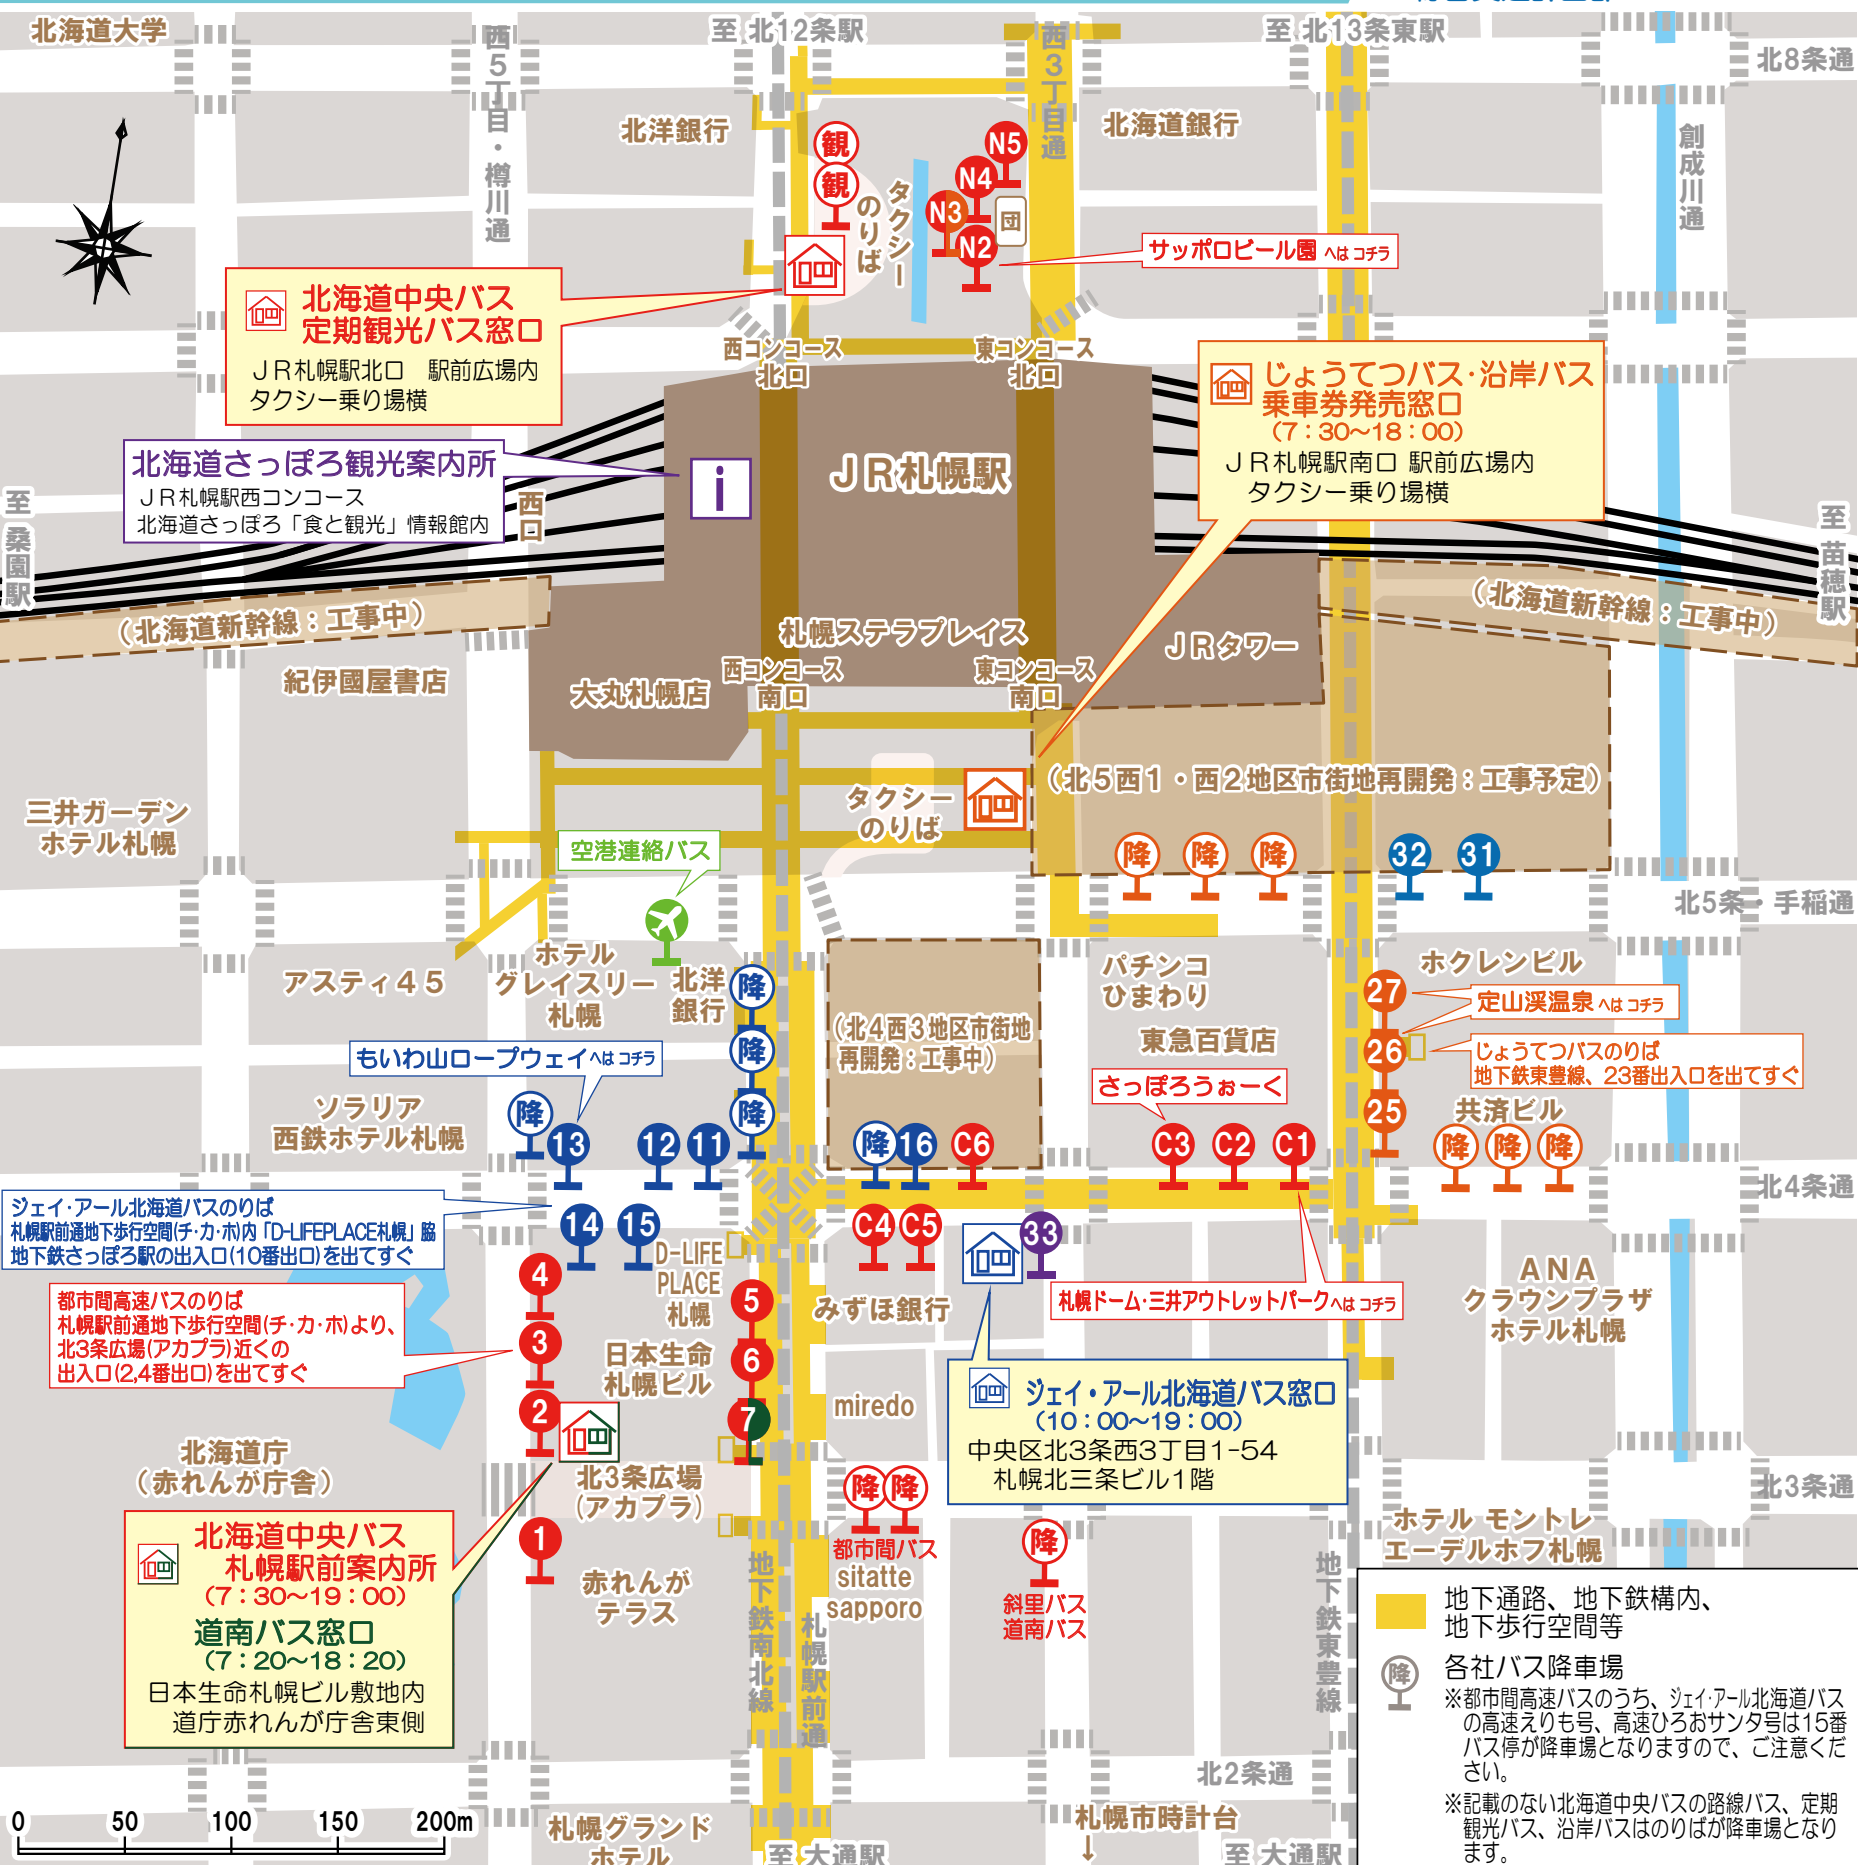 北海道大学
西5丁目・樽川通
至 北12条駅
西3丁目通
至 北13条東駅
北8条通
創成川通
北洋銀行
北海道銀行
観
観
タクシー
のりば
N5
N4
N3
N2
団
サッポロビール園 へは コチラ
北海道中央バス
定期観光バス窓口
JR札幌駅北口 駅前広場内
タクシー乗り場横
西コンコース
北口
東コンコース
北口
じょうてつバス・沿岸バス
乗車券発売窓口
(7:30～18:00)
JR札幌駅南口 駅前広場内
タクシー乗り場横
北海道さっぽろ観光案内所
JR札幌駅西コンコース
北海道さっぽろ「食と観光」情報館内
西口
i
JR札幌駅
至 桑園駅
至 苗穂駅
(北海道新幹線：工事中)
(北海道新幹線：工事中)
札幌ステラプレイス
JRタワー
紀伊國屋書店
大丸札幌店
西コンコース
南口
東コンコース
南口
(北5西1・西2地区市街地再開発：工事予定)
三井ガーデン
ホテル札幌
タクシー
のりば
空港連絡バス
降
降
降
32
31
北5条・手稲通
アスティ45
ホテル
グレイスリー
札幌
北洋
銀行
降
降
降
(北4西3地区市街地
再開発：工事中)
パチンコ
ひまわり
東急百貨店
ホクレンビル
27
26
25
定山渓温泉 へは コチラ
じょうてつバスのりば
地下鉄東豊線、23番出入口を出てすぐ
もいわ山ロープウェイへは コチラ
さっぽろうぉーく
共済ビル
降
降
降
ソラリア
西鉄ホテル札幌
降
13
12
11
降
16
C6
C3
C2
C1
北4条通
ジェイ・アール北海道バスのりば
札幌駅前通地下歩行空間(チ・カ・ホ)内「D-LIFEPLACE札幌」脇
地下鉄さっぽろ駅の出入口(10番出口)を出てすぐ
14
15
C4
C5
33
D-LIFE
PLACE
札幌
みずほ銀行
札幌ドーム・三井アウトレットパークへは コチラ
ANA
クラウンプラザ
ホテル札幌
都市間高速バスのりば
札幌駅前通地下歩行空間(チ・カ・ホ)より、
北3条広場(アカプラ)近くの
出入口(2,4番出口)を出てすぐ
4
3
2
1
5
6
7
日本生命
札幌ビル
miredo
ジェイ・アール北海道バス窓口
(10:00～19:00)
中央区北3条西3丁目1-54
札幌北三条ビル1階
北海道庁
(赤れんが庁舎)
北3条広場
(アカプラ)
北3条通
降
降
都市間バス
sitatte
sapporo
降
斜里バス
道南バス
ホテル モントレ
エーデルホフ札幌
北海道中央バス
札幌駅前案内所
(7:30～19:00)
道南バス窓口
(7:20～18:20)
日本生命札幌ビル敷地内
道庁赤れんが庁舎東側
赤れんが
テラス
地下鉄南北線
札幌駅前通
地下鉄東豊線
地下通路、地下鉄構内、
地下歩行空間等
降
各社バス降車場
※都市間高速バスのうち、ジェイ・アール北海道バス
の高速えりも号、高速ひろおサンタ号は15番
バス停が降車場となりますので、ご注意くだ
さい。
※記載のない北海道中央バスの路線バス、定期
観光バス、沿岸バスはのりばが降車場となり
ます。
北2条通
0 50 100 150 200m
札幌グランド
ホテル
至 大通駅
札幌市時計台
↓
至 大通駅